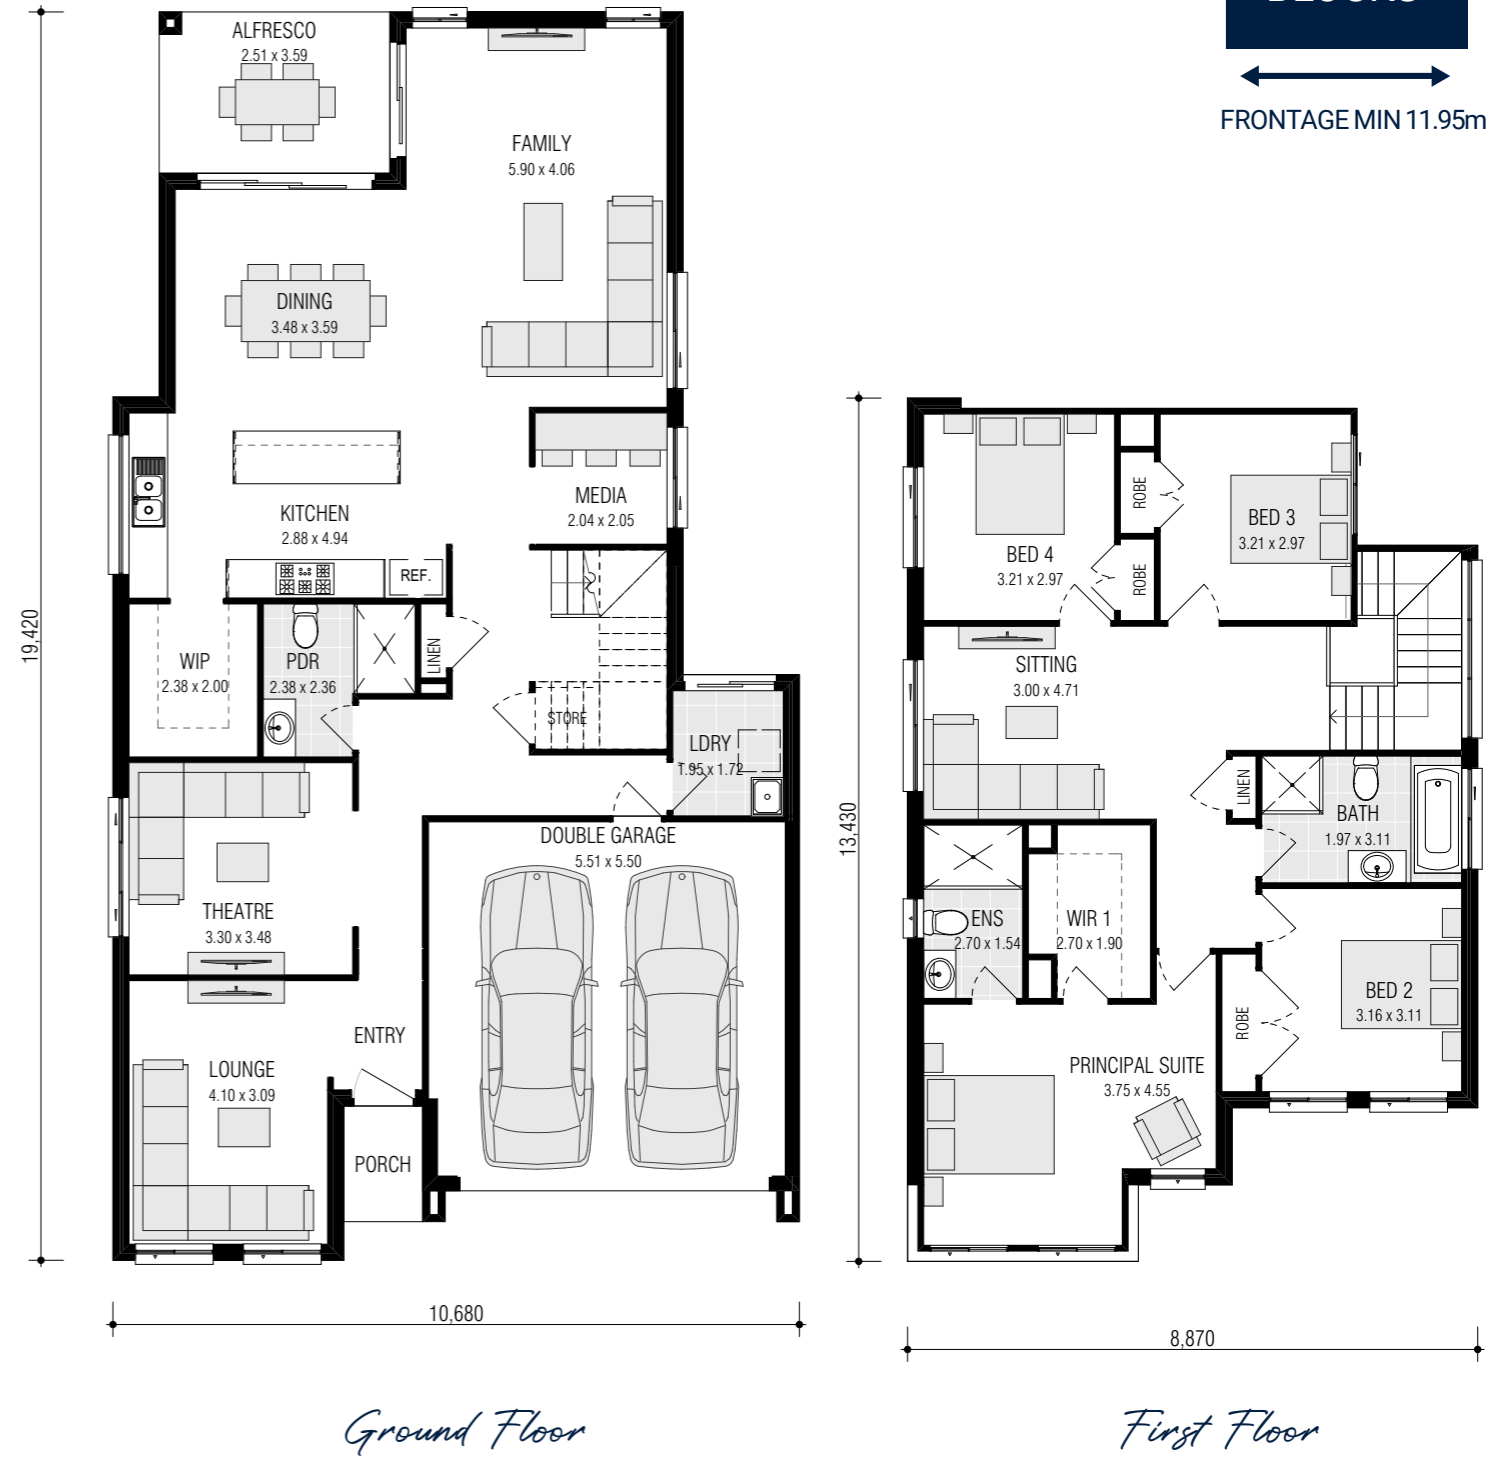 FRONTAGE MIN 11.95m
ALFRESCO
2.51 x 3.59
FAMILY
5.90 x 4.06
DINING
3.48 x 3.59
KITCHEN
2.88 x 4.94
MEDIA
2.04 x 2.05
REF.
WIP
2.38 x 2.00
PDR
2.38 x 2.36
LINEN
STORE
LDRY
1.95 x 1.72
DOUBLE GARAGE
5.51 x 5.50
THEATRE
3.30 x 3.48
ENTRY
LOUNGE
4.10 x 3.09
PORCH
19,420
10,680
Ground Floor
BED 4
3.21 x 2.97
ROBE
ROBE
BED 3
3.21 x 2.97
SITTING
3.00 x 4.71
LINEN
BATH
1.97 x 3.11
ENS
2.70 x 1.54
WIR 1
2.70 x 1.90
BED 2
3.16 x 3.11
ROBE
PRINCIPAL SUITE
3.75 x 4.55
13,430
8,870
First Floor